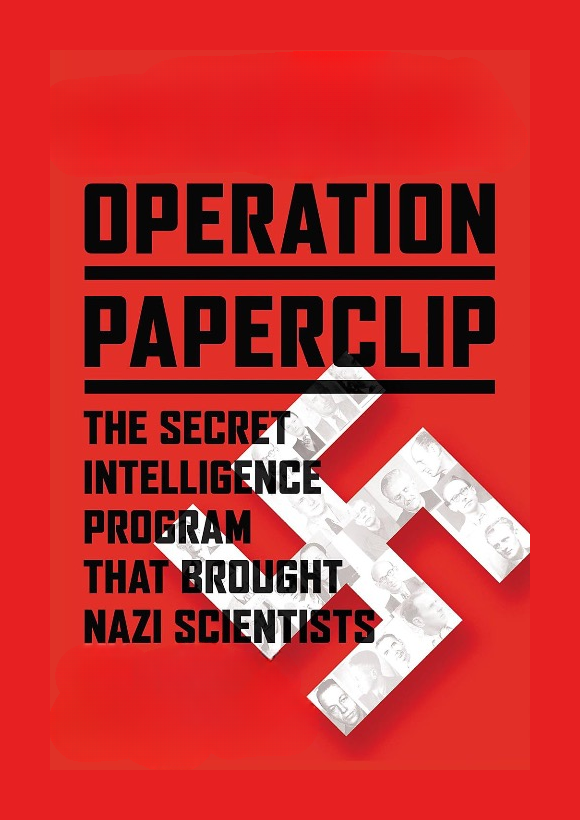 OPERATION
PAPERCLIP
THE SECRET
INTELLIGENCE
PROGRAM
THAT BROUGHT
NAZI SCIENTISTS